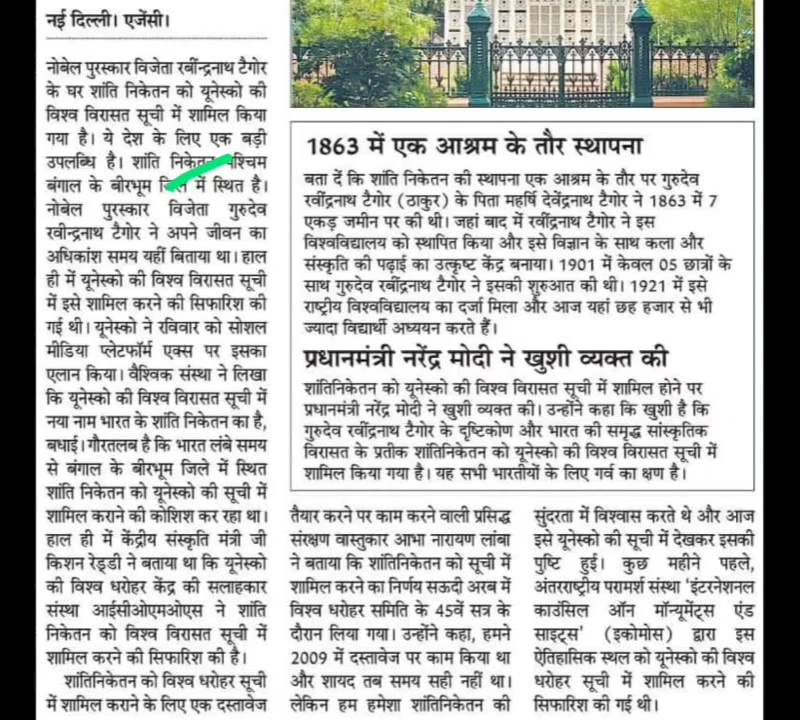 नई दिल्ली। एजेंसी।
नोबेल पुरस्कार विजेता रबींन्द्रनाथ टैगोर
के घर शांति निकेतन को यूनेस्को की
विश्व विरासत सूची में शामिल किया
गया है। ये देश के लिए एक बड़ी
उपलब्धि है। शांति निकेतन पश्चिम
बंगाल के बीरभूम जिले में स्थित है।
नोबेल पुरस्कार विजेता गुरुदेव
रवीन्द्रनाथ टैगोर ने अपने जीवन का
अधिकांश समय यहीं बिताया था। हाल
ही में यूनेस्को की विश्व विरासत सूची
में इसे शामिल करने की सिफारिश की
गई थी। यूनेस्को ने रविवार को सोशल
मीडिया प्लेटफॉर्म एक्स पर इसका
एलान किया। वैश्विक संस्था ने लिखा
कि यूनेस्को की विश्व विरासत सूची में
नया नाम भारत के शांति निकेतन का है,
बधाई। गौरतलब है कि भारत लंबे समय
से बंगाल के बीरभूम जिले में स्थित
शांति निकेतन को यूनेस्को की सूची में
शामिल कराने की कोशिश कर रहा था।
हाल ही में केंद्रीय संस्कृति मंत्री जी
किशन रेड्डी ने बताया था कि यूनेस्को
की विश्व धरोहर केंद्र की सलाहकार
संस्था आईसीओएमओएस ने शांति
निकेतन को विश्व विरासत सूची में
शामिल करने की सिफारिश की है।
शांतिनिकेतन को विश्व धरोहर सूची
में शामिल कराने के लिए एक दस्तावेज
1863 में एक आश्रम के तौर स्थापना
बता दें कि शांति निकेतन की स्थापना एक आश्रम के तौर पर गुरुदेव
रवींद्रनाथ टैगोर (ठाकुर) के पिता महर्षि देवेंद्रनाथ टैगोर ने 1863 में 7
एकड़ जमीन पर की थी। जहां बाद में रवींद्रनाथ टैगोर ने इस
विश्वविद्यालय को स्थापित किया और इसे विज्ञान के साथ कला और
संस्कृति की पढ़ाई का उत्कृष्ट केंद्र बनाया। 1901 में केवल 05 छात्रों के
साथ गुरुदेव रबींद्रनाथ टैगोर ने इसकी शुरुआत की थी। 1921 में इसे
राष्ट्रीय विश्वविद्यालय का दर्जा मिला और आज यहां छह हजार से भी
ज्यादा विद्यार्थी अध्ययन करते हैं।
प्रधानमंत्री नरेंद्र मोदी ने खुशी व्यक्त की
शांतिनिकेतन को यूनेस्को की विश्व विरासत सूची में शामिल होने पर
प्रधानमंत्री नरेंद्र मोदी ने खुशी व्यक्त की। उन्होंने कहा कि खुशी है कि
गुरुदेव रवींद्रनाथ टैगोर के दृष्टिकोण और भारत की समृद्ध सांस्कृतिक
विरासत के प्रतीक शांतिनिकेतन को यूनेस्को की विश्व विरासत सूची में
शामिल किया गया है। यह सभी भारतीयों के लिए गर्व का क्षण है।
तैयार करने पर काम करने वाली प्रसिद्ध
संरक्षण वास्तुकार आभा नारायण लांबा
ने बताया कि शांतिनिकेतन को सूची में
शामिल करने का निर्णय सऊदी अरब में
विश्व धरोहर समिति के 45वें सत्र के
दौरान लिया गया। उन्होंने कहा, हमने
2009 में दस्तावेज पर काम किया था
और शायद तब समय सही नहीं था।
लेकिन हम हमेशा शांतिनिकेतन की
सुंदरता में विश्वास करते थे और आज
इसे यूनेस्को की सूची में देखकर इसकी
पुष्टि हुई। कुछ महीने पहले,
अंतरराष्ट्रीय परामर्श संस्था 'इंटरनेशनल
काउंसिल ऑन मॉन्यूमेंट्स एंड
साइट्स' (इकोमोस) द्वारा इस
ऐतिहासिक स्थल को यूनेस्को की विश्व
धरोहर सूची में शामिल करने की
सिफारिश की गई थी।